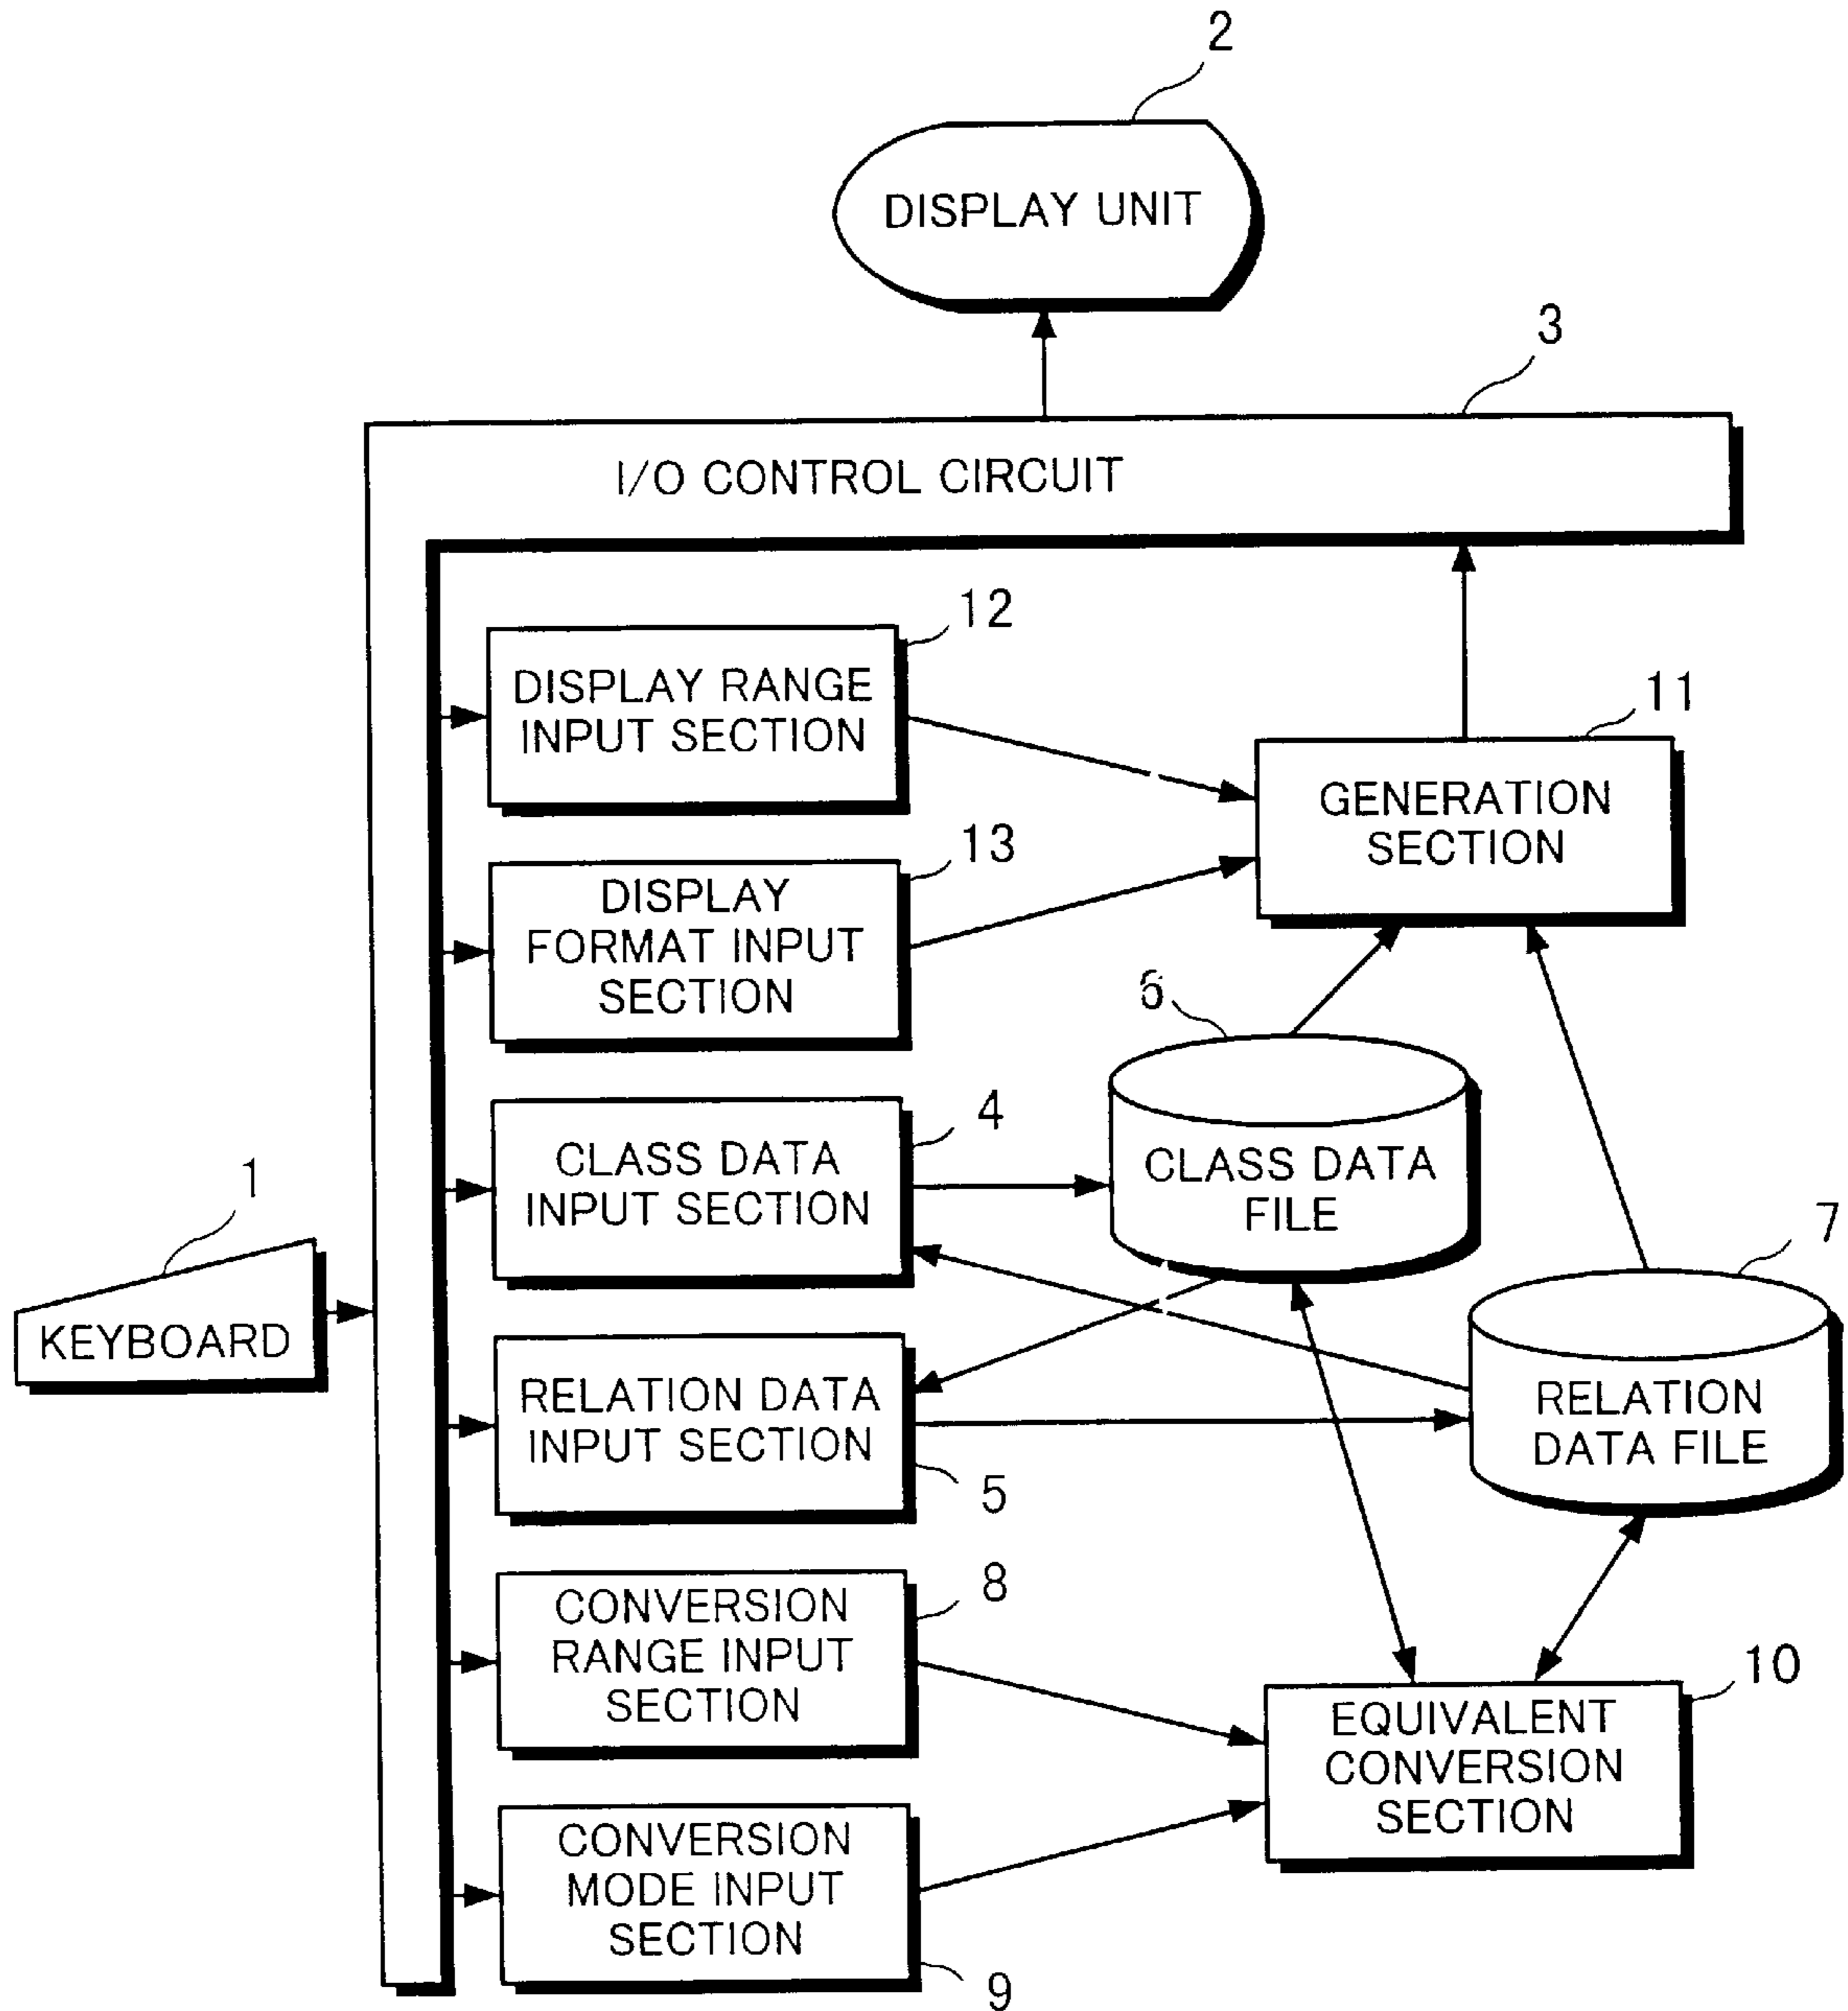 2
DISPLAY UNIT
3
I/O CONTROL CIRCUIT
12
DISPLAY RANGE
INPUT SECTION
11
GENERATION
SECTION
13
DISPLAY
FORMAT INPUT
SECTION
6
4
CLASS DATA
INPUT SECTION
CLASS DATA
FILE
1
KEYBOARD
7
RELATION DATA
INPUT SECTION
5
RELATION
DATA FILE
8
CONVERSION
RANGE INPUT
SECTION
10
EQUIVALENT
CONVERSION
SECTION
CONVERSION
MODE INPUT
SECTION
9